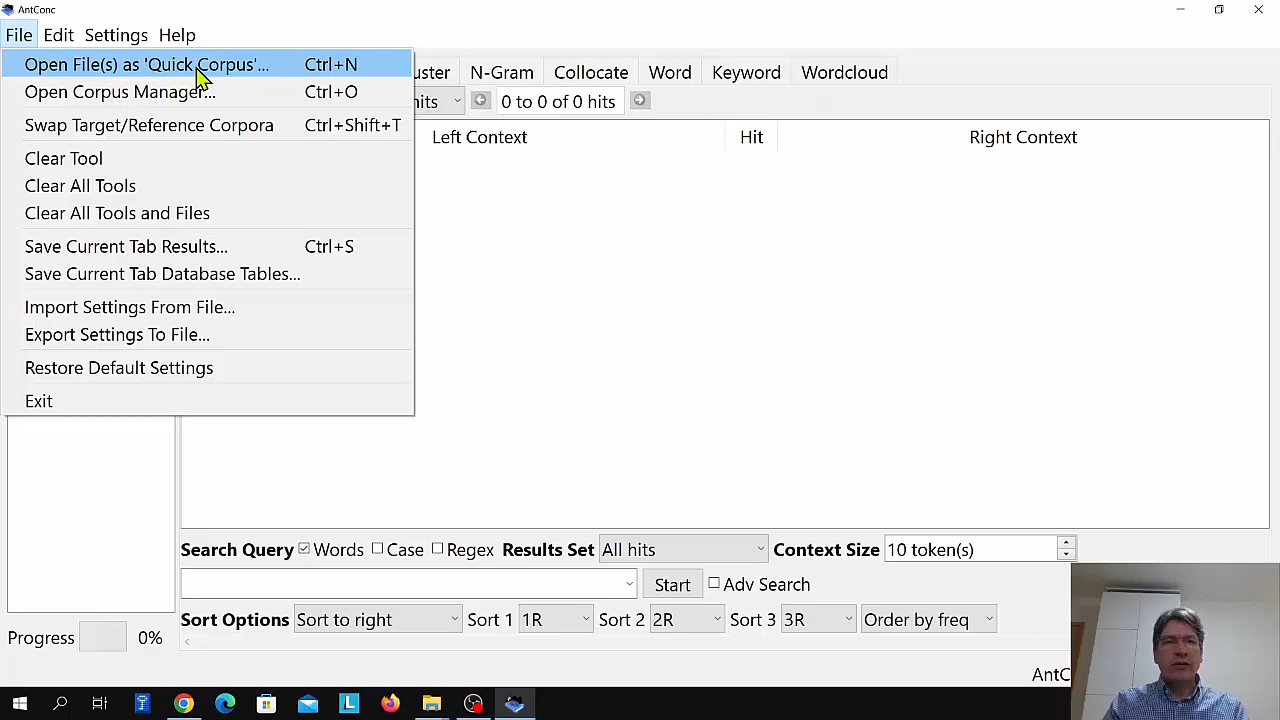 AntConc
File Edit Settings Help
Open File(s) as 'Quick Corpus'... Ctrl+N
Open Corpus Manager... Ctrl+O
Swap Target/Reference Corpora Ctrl+Shift+T
Clear Tool
Clear All Tools
Clear All Tools and Files
Save Current Tab Results... Ctrl+S
Save Current Tab Database Tables...
Import Settings From File...
Export Settings To File...
Restore Default Settings
Exit
uster N-Gram Collocate Word Keyword Wordcloud
hits 0 to 0 of 0 hits
Left Context Hit Right Context
Search Query Words Case Regex Results Set All hits Context Size 10 token(s)
Start Adv Search
Sort Options Sort to right Sort 1 1R Sort 2 2R Sort 3 3R Order by freq
Progress 0%
AntC